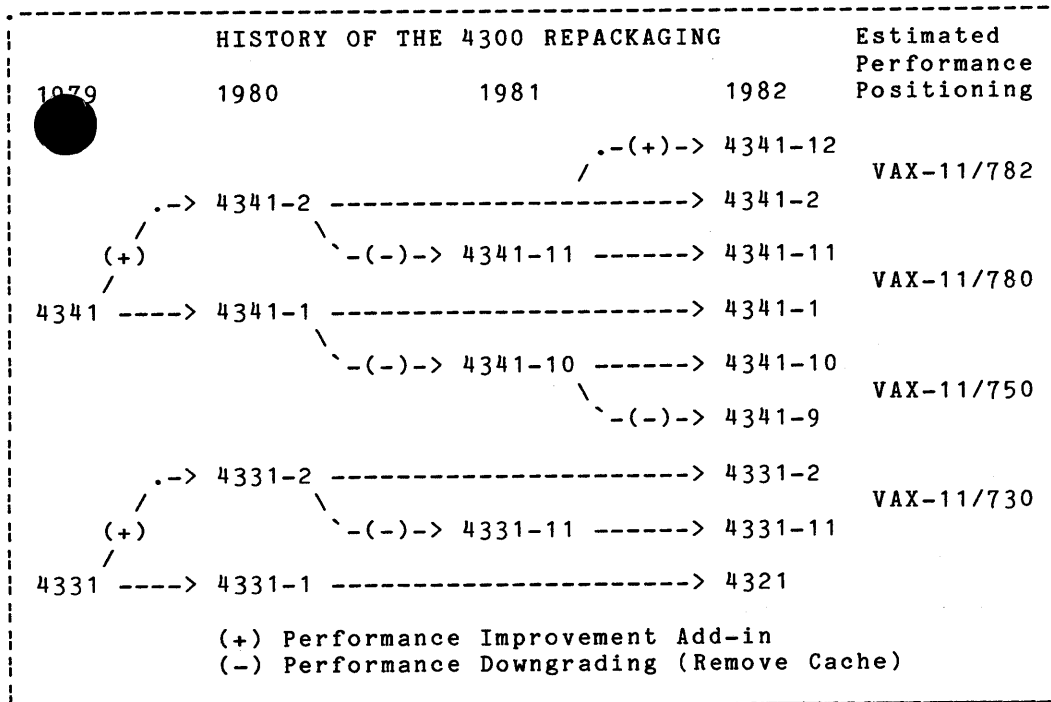 HISTORY OF THE 4300 REPACKAGING Estimated
Performance
1979 1980 1981 1982 Positioning
.-(+)-> 4341-12
/ VAX-11/782
.-> 4341-2 ----------------------> 4341-2
/ \
(+) `-(-)-> 4341-11 ------> 4341-11
/ VAX-11/780
4341 ----> 4341-1 ----------------------> 4341-1
\
`-(-)-> 4341-10 ------> 4341-10
\ VAX-11/750
`-(-)-> 4341-9
.-> 4331-2 ----------------------> 4331-2
/ \ VAX-11/730
(+) `-(-)-> 4331-11 ------> 4331-11
/
4331 ----> 4331-1 ----------------------> 4321
(+) Performance Improvement Add-in
(-) Performance Downgrading (Remove Cache)